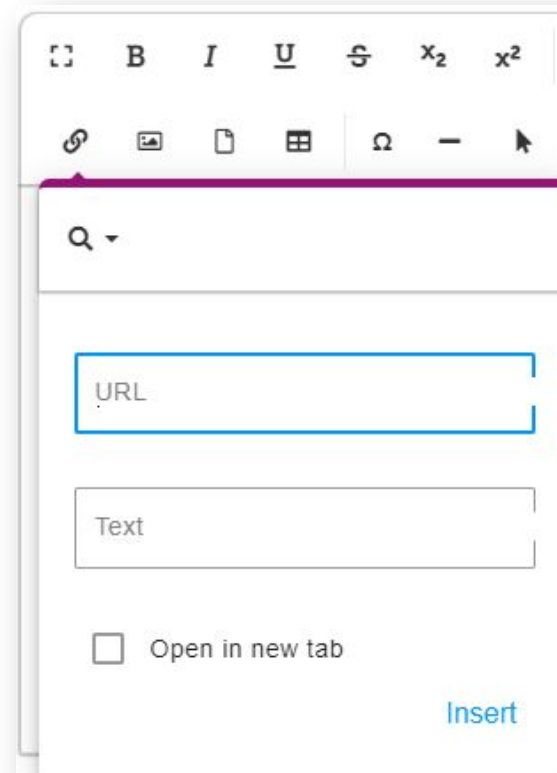 B I U S X₂ x²
Ω
URL
Text
Open in new tab
Insert